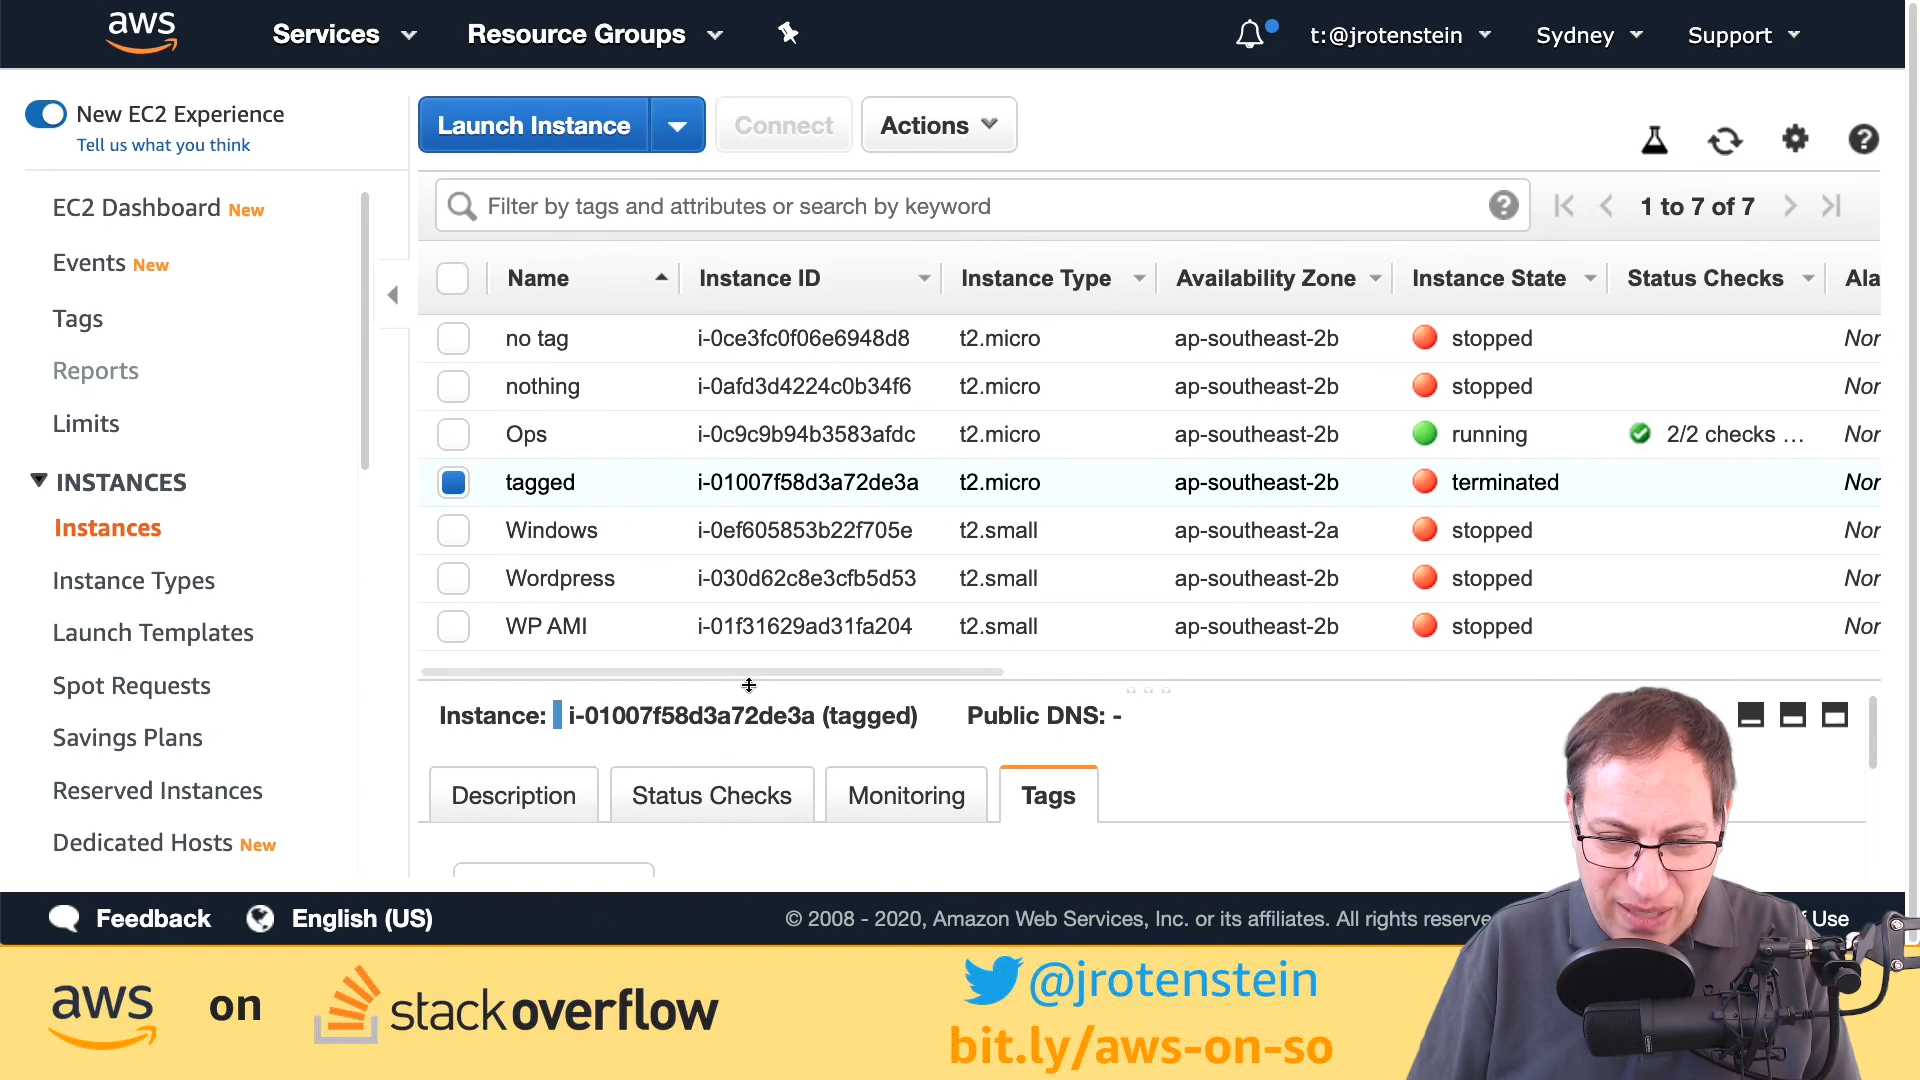 aws Services Resource Groups t:@jrotenstein Sydney Support
New EC2 Experience
Tell us what you think
EC2 Dashboard New
Events New
Tags
Reports
Limits
INSTANCES
Instances
Instance Types
Launch Templates
Spot Requests
Savings Plans
Reserved Instances
Dedicated Hosts New
Launch Instance Connect Actions
Filter by tags and attributes or search by keyword 1 to 7 of 7
Name Instance ID Instance Type Availability Zone Instance State Status Checks Ala
no tag i-0ce3fc0f06e6948d8 t2.micro ap-southeast-2b stopped Nor
nothing i-0afd3d4224c0b34f6 t2.micro ap-southeast-2b stopped Nor
Ops i-0c9c9b94b3583afdc t2.micro ap-southeast-2b running 2/2 checks ... Nor
tagged i-01007f58d3a72de3a t2.micro ap-southeast-2b terminated Nor
Windows i-0ef605853b22f705e t2.small ap-southeast-2a stopped Nor
Wordpress i-030d62c8e3cfb5d53 t2.small ap-southeast-2b stopped Nor
WP AMI i-01f31629ad31fa204 t2.small ap-southeast-2b stopped Nor
Instance: i-01007f58d3a72de3a (tagged) Public DNS: -
Description Status Checks Monitoring Tags
Feedback English (US) © 2008 - 2020, Amazon Web Services, Inc. or its affiliates. All rights reserve Use
aws on stackoverflow
@jrotenstein
bit.ly/aws-on-so